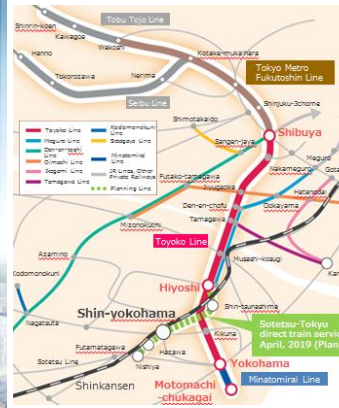 Tobu Tojo Line
Shinrin-koen
Kawagoe
Wakoshi
Hanno
Kotake-mukaihara
Tokyo Metro
Fukutoshin Line
Tokorozawa
Nerima
Seibu Line
Shinjuku-3chome
Shimotakaido
Sangen-jaya
Shibuya
Toyoko Line
Meguro Line
Den-en-toshi
Line
Oimachi Line
Ikegami Line
Tamagawa Line
Kodomonokuni
Line
Setagaya Line
Minatomirai
Line
JR Lines, Other
Private Railways
Planning Line
Nakameguro
Meguro
Futako-tamagawa
Jiyugaoka
Hatanodai
Den-en-chofu
Ookayama
Mizonokuchi
Tamagawa
Toyoko Line
Azamino
Musashi-kosugi
Kodomonokuni
Hiyoshi
Shin-tsunashima
Shin-yokohama
Nagatsuta
Sotetsu-Tokyu
direct train servic
April, 2019 (Plan
Kikuna
Futamatagawa
Hazawa
Sotetsu Line
Nishiya
Yokohama
Shinkansen
Motomachi
-chukagai
Minatomirai Line